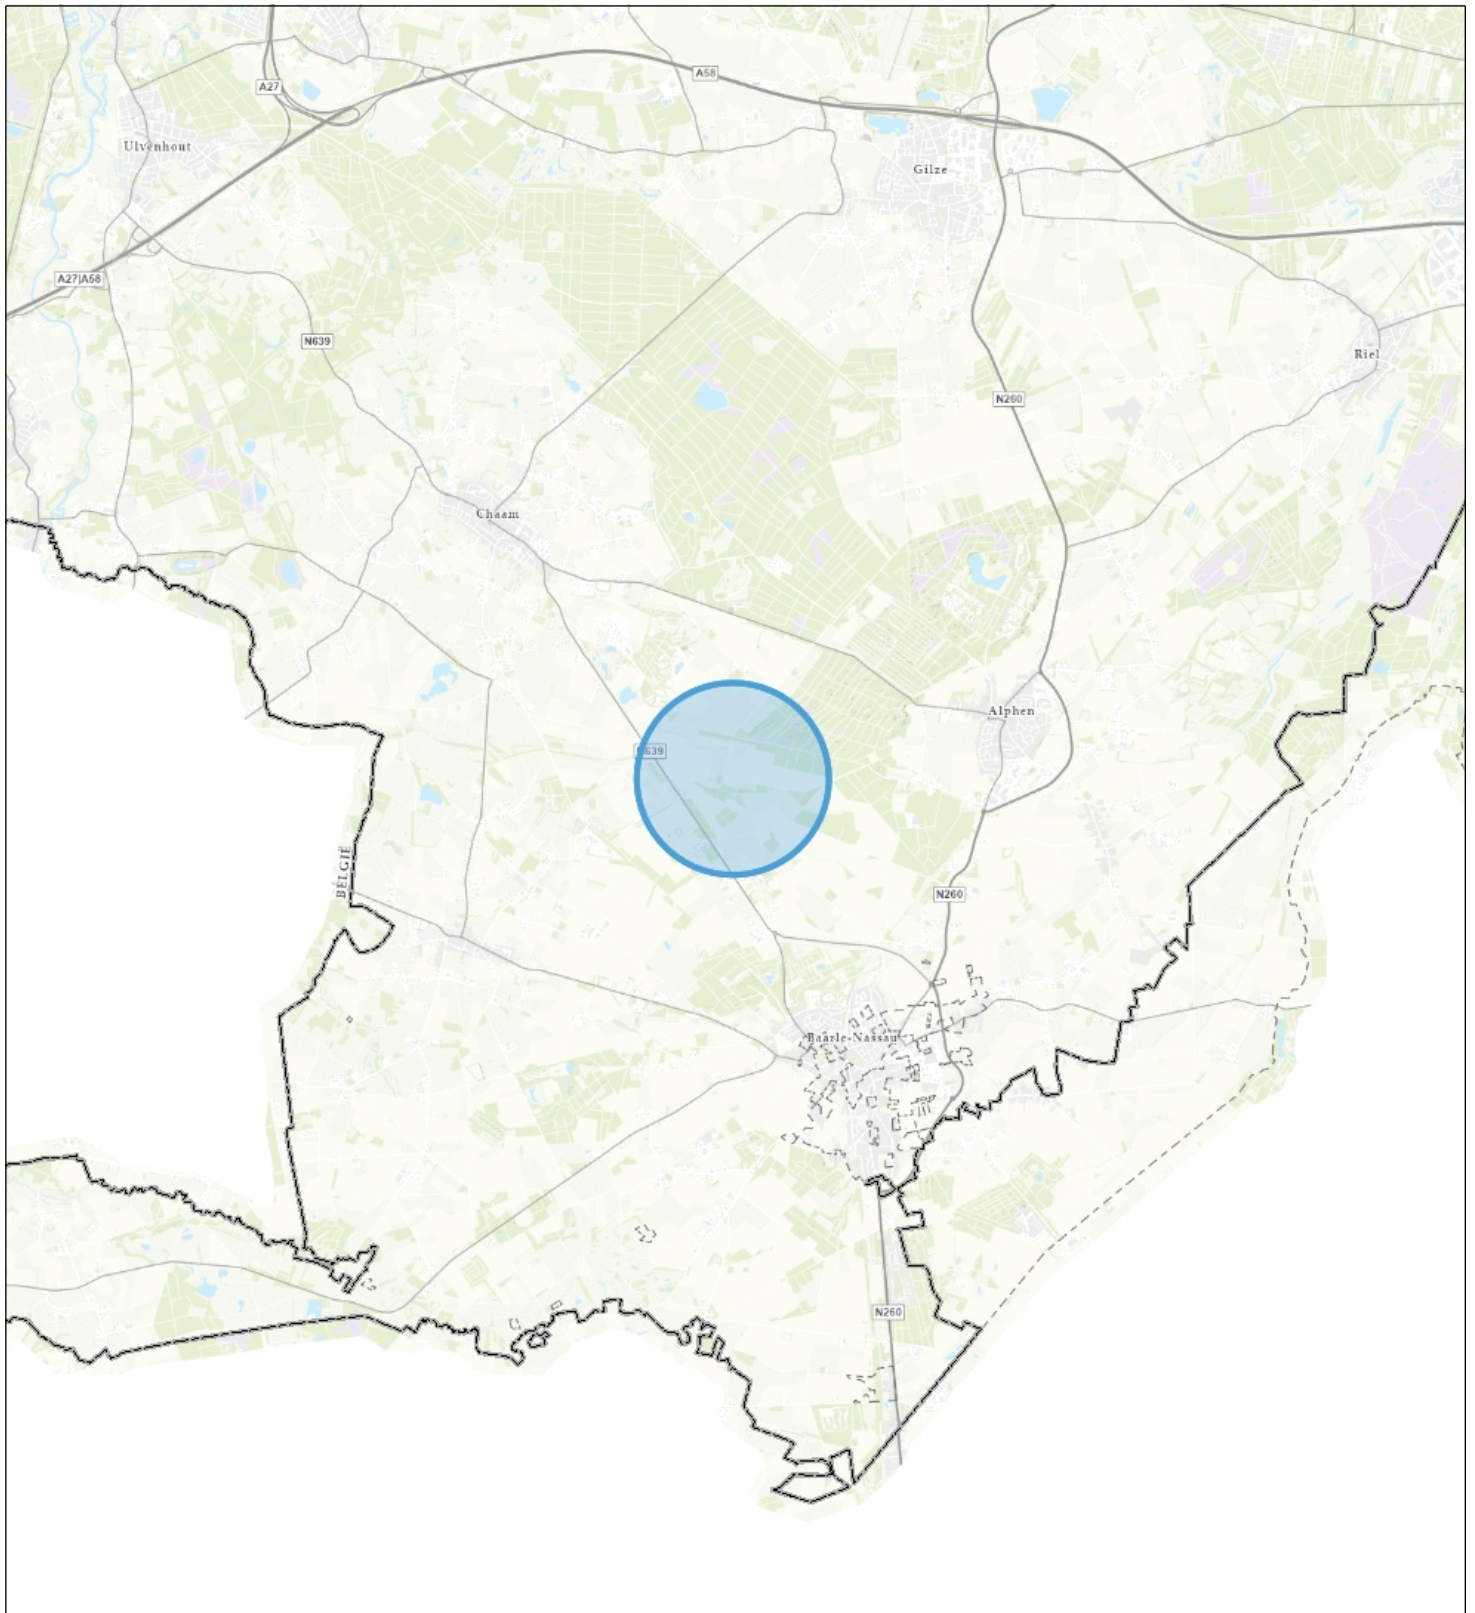 A58
A27
Ulvenhout
Gilze
A27|A58
N639
Riel
N260
Chaam
Alphen
N639
BELGIË
N260
Baarle-Nassau
N260